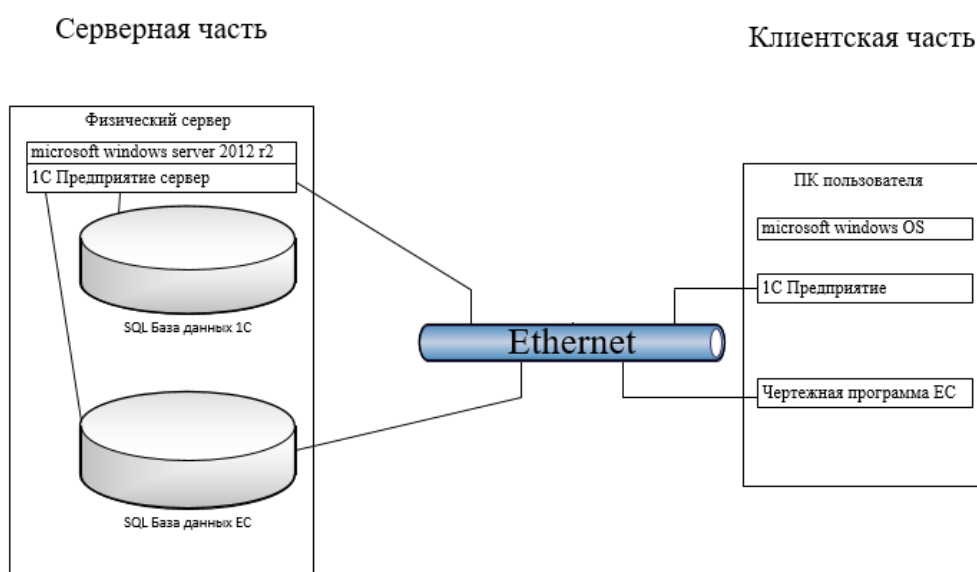 Серверная часть
Клиентская часть
Физический сервер
microsoft windows server 2012 r2
1С Предприятие сервер
SQL База данных 1С
SQL База данных ЕС
Ethernet
ПК пользователя
microsoft windows OS
1С Предприятие
Чертежная программа ЕС